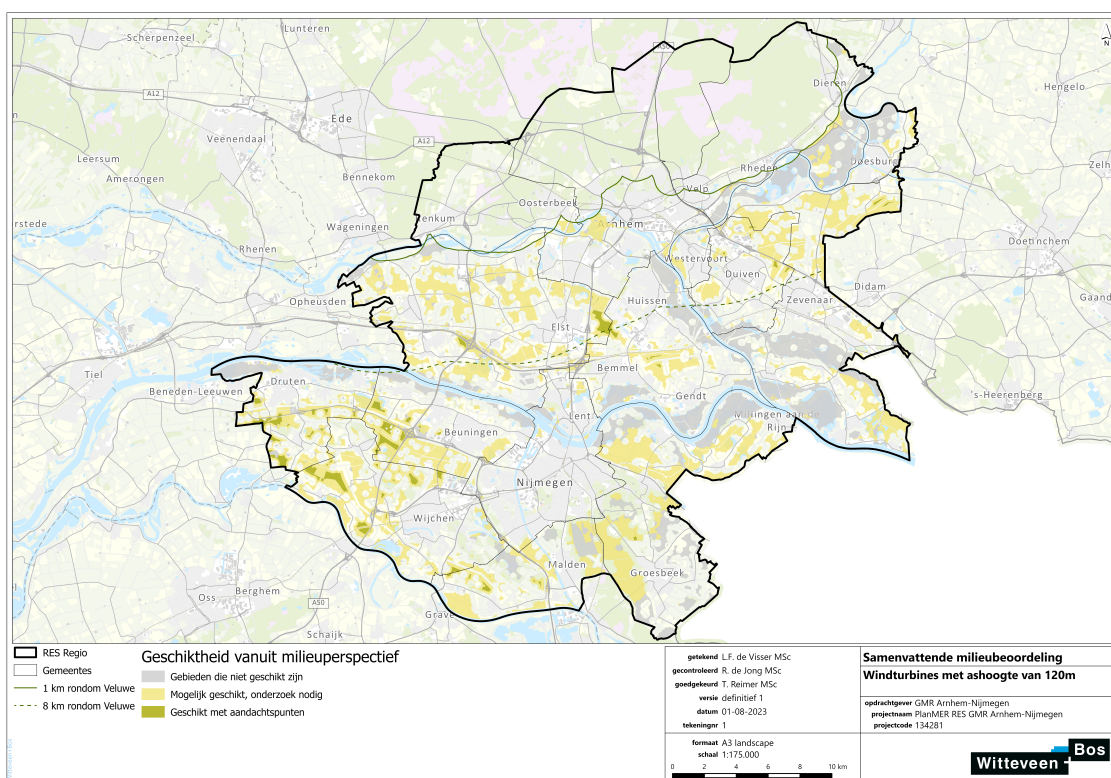 Lunteren
Scherpenzeel
A50
N
Dieren
Hengelo
A12
Ede
Veenendaal
A12
Leersum
Doesburg
Rheden
Amerongen
Bennekom
Velp
Oosterbeek
Arnhem
Wageningen
Rhenen
Doetinchem
Westervoort
Duiven
Didam
Opheusden
Huissen
Zevenaar
Elst
Bemmel
Tiel
Druten
Beneden-Leeuwen
Gendt
's-Heerenberg
Lent
Millingen aan de
Rijn
Beuningen
Nijmegen
Wijchen
Malden
Groesbeek
Berghem
Oss
A50
Grave
Schaijk
RES Regio
Gemeentes
1 km rondom Veluwe
8 km rondom Veluwe
Geschiktheid vanuit milieuperspectief
Gebieden die niet geschikt zijn
Mogelijk geschikt, onderzoek nodig
Geschikt met aandachtspunten
getekend L.F. de Visser MSc
gecontroleerd R. de Jong MSc
goedgekeurd T. Reimer MSc
versie definitief 1
datum 01-08-2023
tekeningnr 1
formaat A3 landscape
schaal 1:175.000
0 2 4 6 8 10 km
Samenvattende milieubeoordeling
Windturbines met ashoogte van 120m
opdrachtgever GMR Arnhem-Nijmegen
projectnaam PlanMER RES GMR Arnhem-Nijmegen
projectcode 134281
Witteveen + Bos